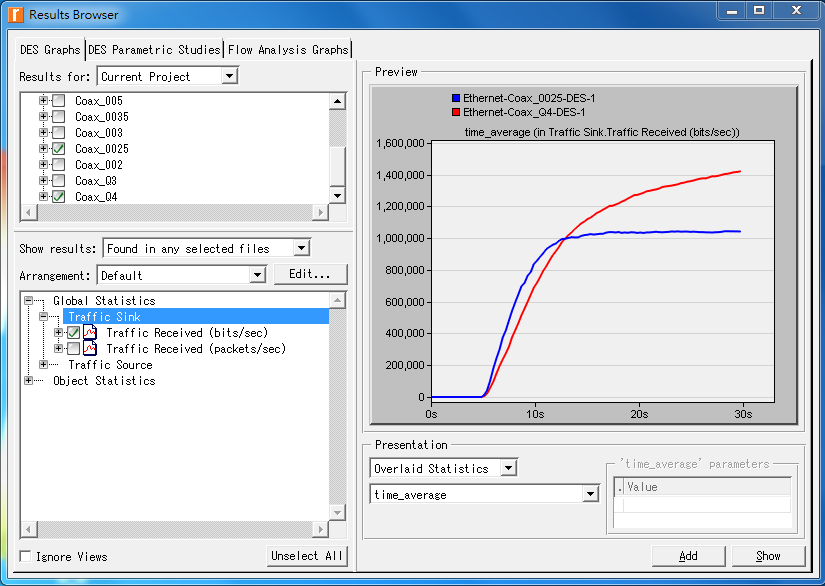 Results Browser
DES Graphs
DES Parametric Studies
Flow Analysis Graphs
Results for:
Current Project
Coax_005
Coax_0035
Coax_003
Coax_0025
Coax_002
Coax_Q3
Coax_Q4
Show results:
Found in any selected files
Arrangement:
Default
Edit...
Global Statistics
Traffic Sink
Traffic Received (bits/sec)
Traffic Received (packets/sec)
Traffic Source
Object Statistics
Ignore Views
Unselect All
Preview
Ethernet-Coax_0025-DES-1
Ethernet-Coax_Q4-DES-1
time_average (in Traffic Sink.Traffic Received (bits/sec))
1,600,000
1,400,000
1,200,000
1,000,000
800,000
600,000
400,000
200,000
0
0s
10s
20s
30s
Presentation
Overlaid Statistics
time_average
'time_average' parameters
. Value
Add
Show